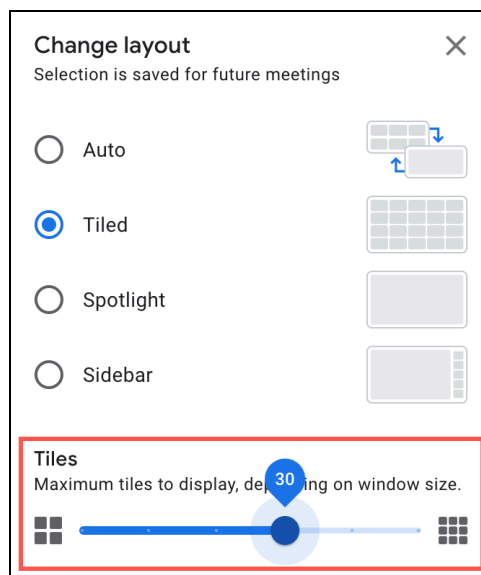 Change layout
Selection is saved for future meetings
Auto
Tiled
Spotlight
Sidebar
Tiles
30
Maximum tiles to display, de ing on window size.